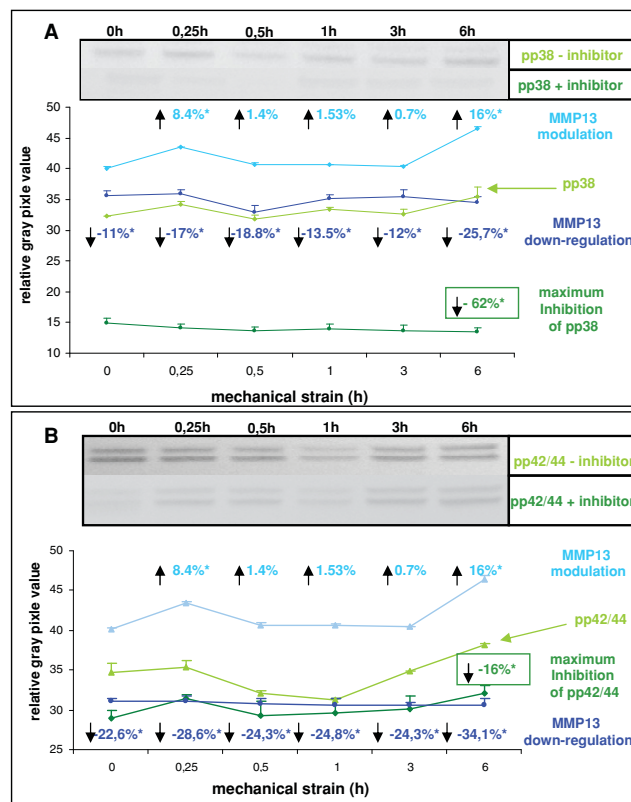 A
0h 0,25h 0,5h 1h 3h 6h
pp38 - inhibitor
pp38 + inhibitor
8.4%* 1.4% 1.53% 0.7% 16%*
MMP13
modulation
pp38
MMP13
down-regulation
-11%* -17%* -18.8%* -13.5%* -12%* -25,7%*
- 62%*
maximum
Inhibition
of pp38
relative gray pixle value
50
45
40
35
30
25
20
15
10
0 0,25 0,5 1 3 6
mechanical strain (h)
B
0h 0,25h 0,5h 1h 3h 6h
pp42/44 - inhibitor
pp42/44 + inhibitor
8.4%* 1.4% 1.53% 0.7% 16%*
MMP13
modulation
pp42/44
-16%*
maximum
Inhibition
of pp42/44
MMP13
down-regulation
-22,6%* -28,6%* -24,3%* -24,8%* -24,3%* -34,1%*
relative gray pixle value
50
45
40
35
30
25
0 0,25 0,5 1 3 6
mechanical strain (h)